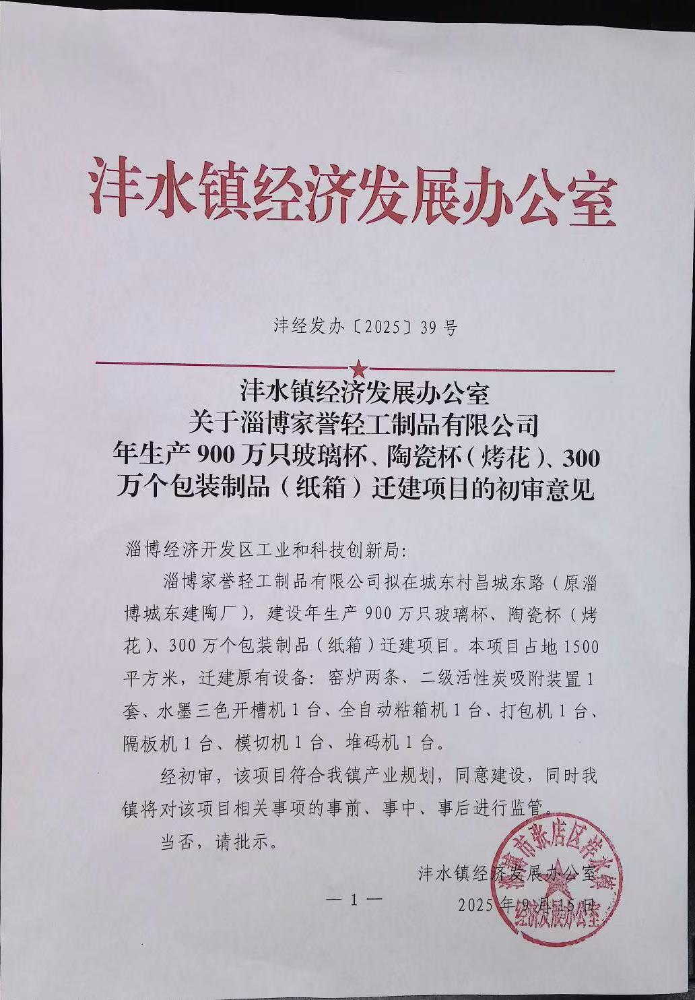 沣水镇经济发展办公室
沣经发办〔2025〕39 号
沣水镇经济发展办公室
关于淄博家誉轻工制品有限公司
年生产 900 万只玻璃杯、陶瓷杯（烤花）、300
万个包装制品（纸箱）迁建项目的初审意见
淄博经济开发区工业和科技创新局：
淄博家誉轻工制品有限公司拟在城东村昌城东路（原淄
博城东建陶厂），建设年生产 900 万只玻璃杯、陶瓷杯（烤
花）、300 万个包装制品（纸箱）迁建项目。本项目占地 1500
平方米，迁建原有设备：窑炉两条、二级活性炭吸附装置 1
套、水墨三色开槽机 1 台、全自动粘箱机 1 台、打包机 1 台、
隔板机 1 台、模切机 1 台、堆码机 1 台。
经初审，该项目符合我镇产业规划，同意建设，同时我
镇将对该项目相关事项的事前、事中、事后进行监管。
当否，请批示。
沣水镇经济发展办公室
2025 年 9 月 15 日
— 1 —
淄博市张店区沣水镇
经济发展办公室